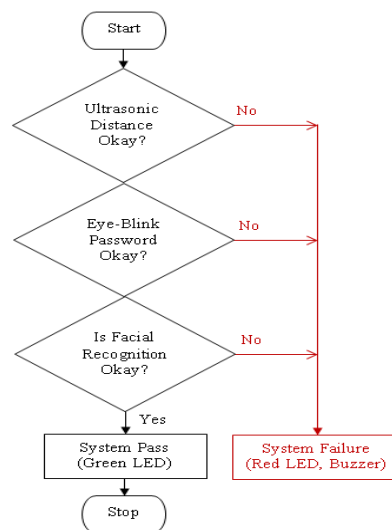 Start
Ultrasonic
Distance
Okay?
No
Eye-Blink
Password
Okay?
No
Is Facial
Recognition
Okay?
No
Yes
System Pass
(Green LED)
System Failure
(Red LED, Buzzer)
Stop